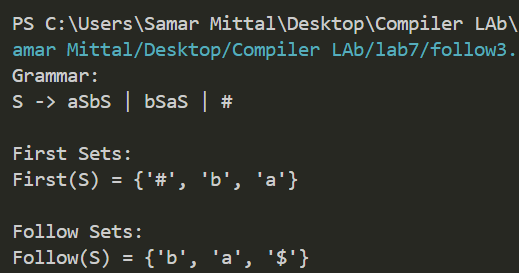 PS C:\Users\Samar Mittal\Desktop\Compiler LAb\
amar Mittal/Desktop/Compiler LAb/lab7/follow3.
Grammar:
S -> aSbS | bSaS | #
First Sets:
First(S) = {'#', 'b', 'a'}
Follow Sets:
Follow(S) = {'b', 'a', '$'}